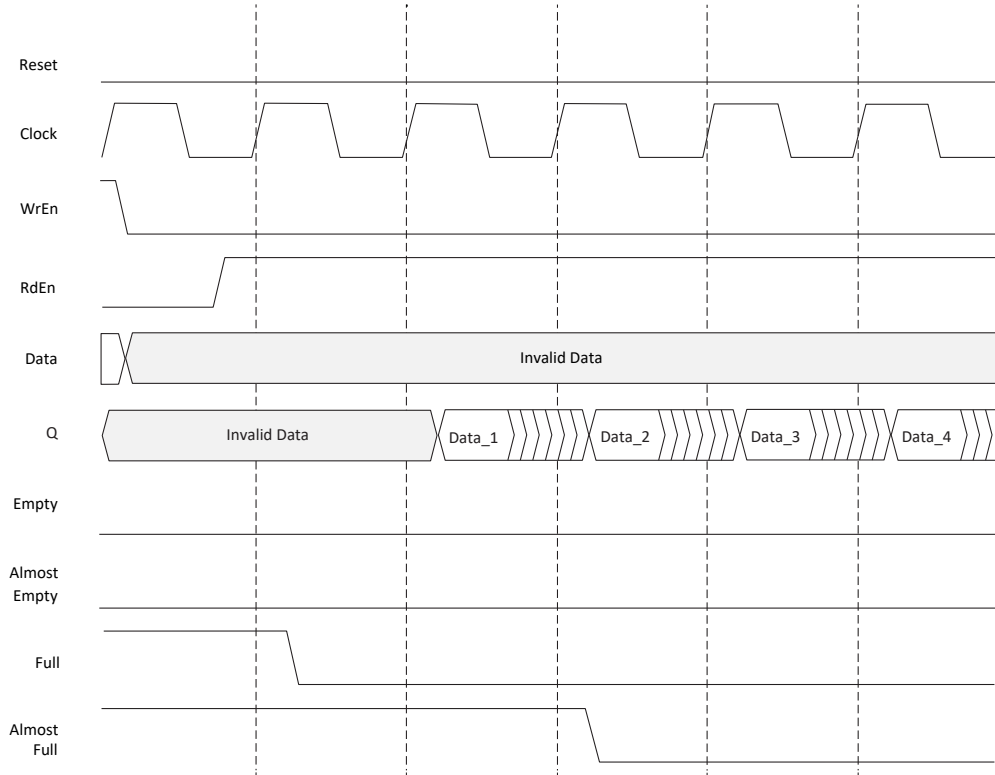 Reset
Clock
WrEn
RdEn
Data
Invalid Data
Q
Invalid Data
Data_1
Data_2
Data_3
Data_4
Empty
Almost
Empty
Full
Almost
Full